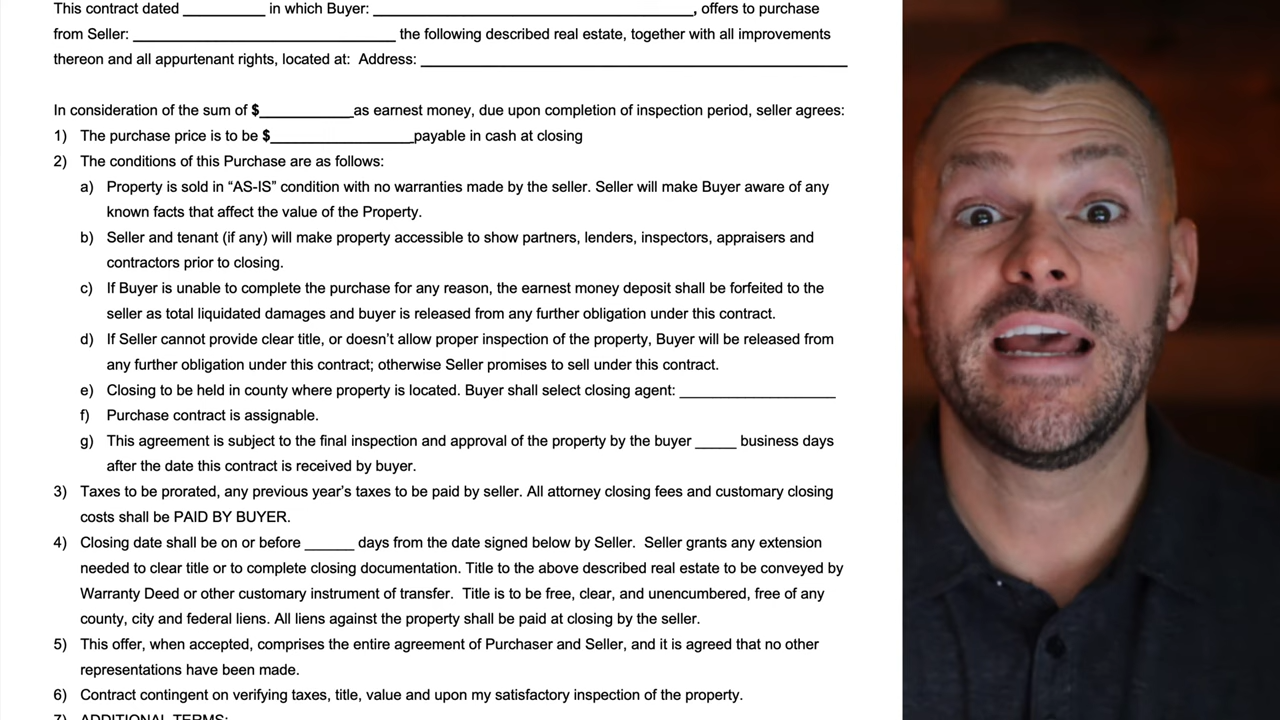 This contract dated __________ in which Buyer: _______________________________________, offers to purchase
from Seller: ________________________________ the following described real estate, together with all improvements
thereon and all appurtenant rights, located at: Address: ____________________________________________________
In consideration of the sum of $___________as earnest money, due upon completion of inspection period, seller agrees:
1) The purchase price is to be $_________________payable in cash at closing
2) The conditions of this Purchase are as follows:
a) Property is sold in “AS-IS” condition with no warranties made by the seller. Seller will make Buyer aware of any
known facts that affect the value of the Property.
b) Seller and tenant (if any) will make property accessible to show partners, lenders, inspectors, appraisers and
contractors prior to closing.
c) If Buyer is unable to complete the purchase for any reason, the earnest money deposit shall be forfeited to the
seller as total liquidated damages and buyer is released from any further obligation under this contract.
d) If Seller cannot provide clear title, or doesn’t allow proper inspection of the property, Buyer will be released from
any further obligation under this contract; otherwise Seller promises to sell under this contract.
e) Closing to be held in county where property is located. Buyer shall select closing agent: ___________________
f) Purchase contract is assignable.
g) This agreement is subject to the final inspection and approval of the property by the buyer _____ business days
after the date this contract is received by buyer.
3) Taxes to be prorated, any previous year’s taxes to be paid by seller. All attorney closing fees and customary closing
costs shall be PAID BY BUYER.
4) Closing date shall be on or before ______ days from the date signed below by Seller. Seller grants any extension
needed to clear title or to complete closing documentation. Title to the above described real estate to be conveyed by
Warranty Deed or other customary instrument of transfer. Title is to be free, clear, and unencumbered, free of any
county, city and federal liens. All liens against the property shall be paid at closing by the seller.
5) This offer, when accepted, comprises the entire agreement of Purchaser and Seller, and it is agreed that no other
representations have been made.
6) Contract contingent on verifying taxes, title, value and upon my satisfactory inspection of the property.
7) ADDITIONAL TERMS: